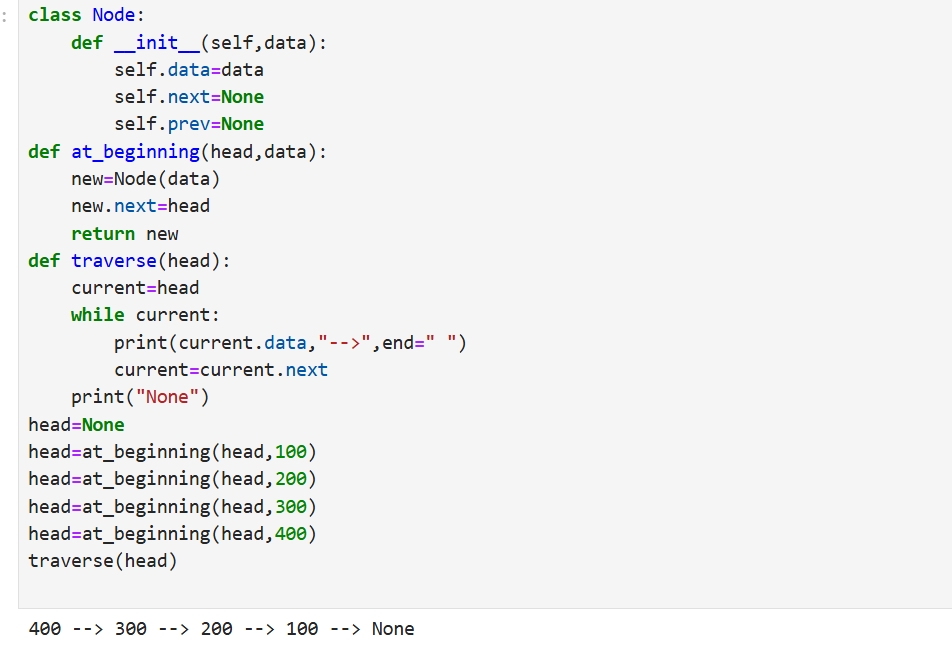 :
class Node:
    def __init__(self,data):
        self.data=data
        self.next=None
        self.prev=None
def at_beginning(head,data):
    new=Node(data)
    new.next=head
    return new
def traverse(head):
    current=head
    while current:
        print(current.data,"-->",end=" ")
        current=current.next
    print("None")
head=None
head=at_beginning(head,100)
head=at_beginning(head,200)
head=at_beginning(head,300)
head=at_beginning(head,400)
traverse(head)
400 --> 300 --> 200 --> 100 --> None